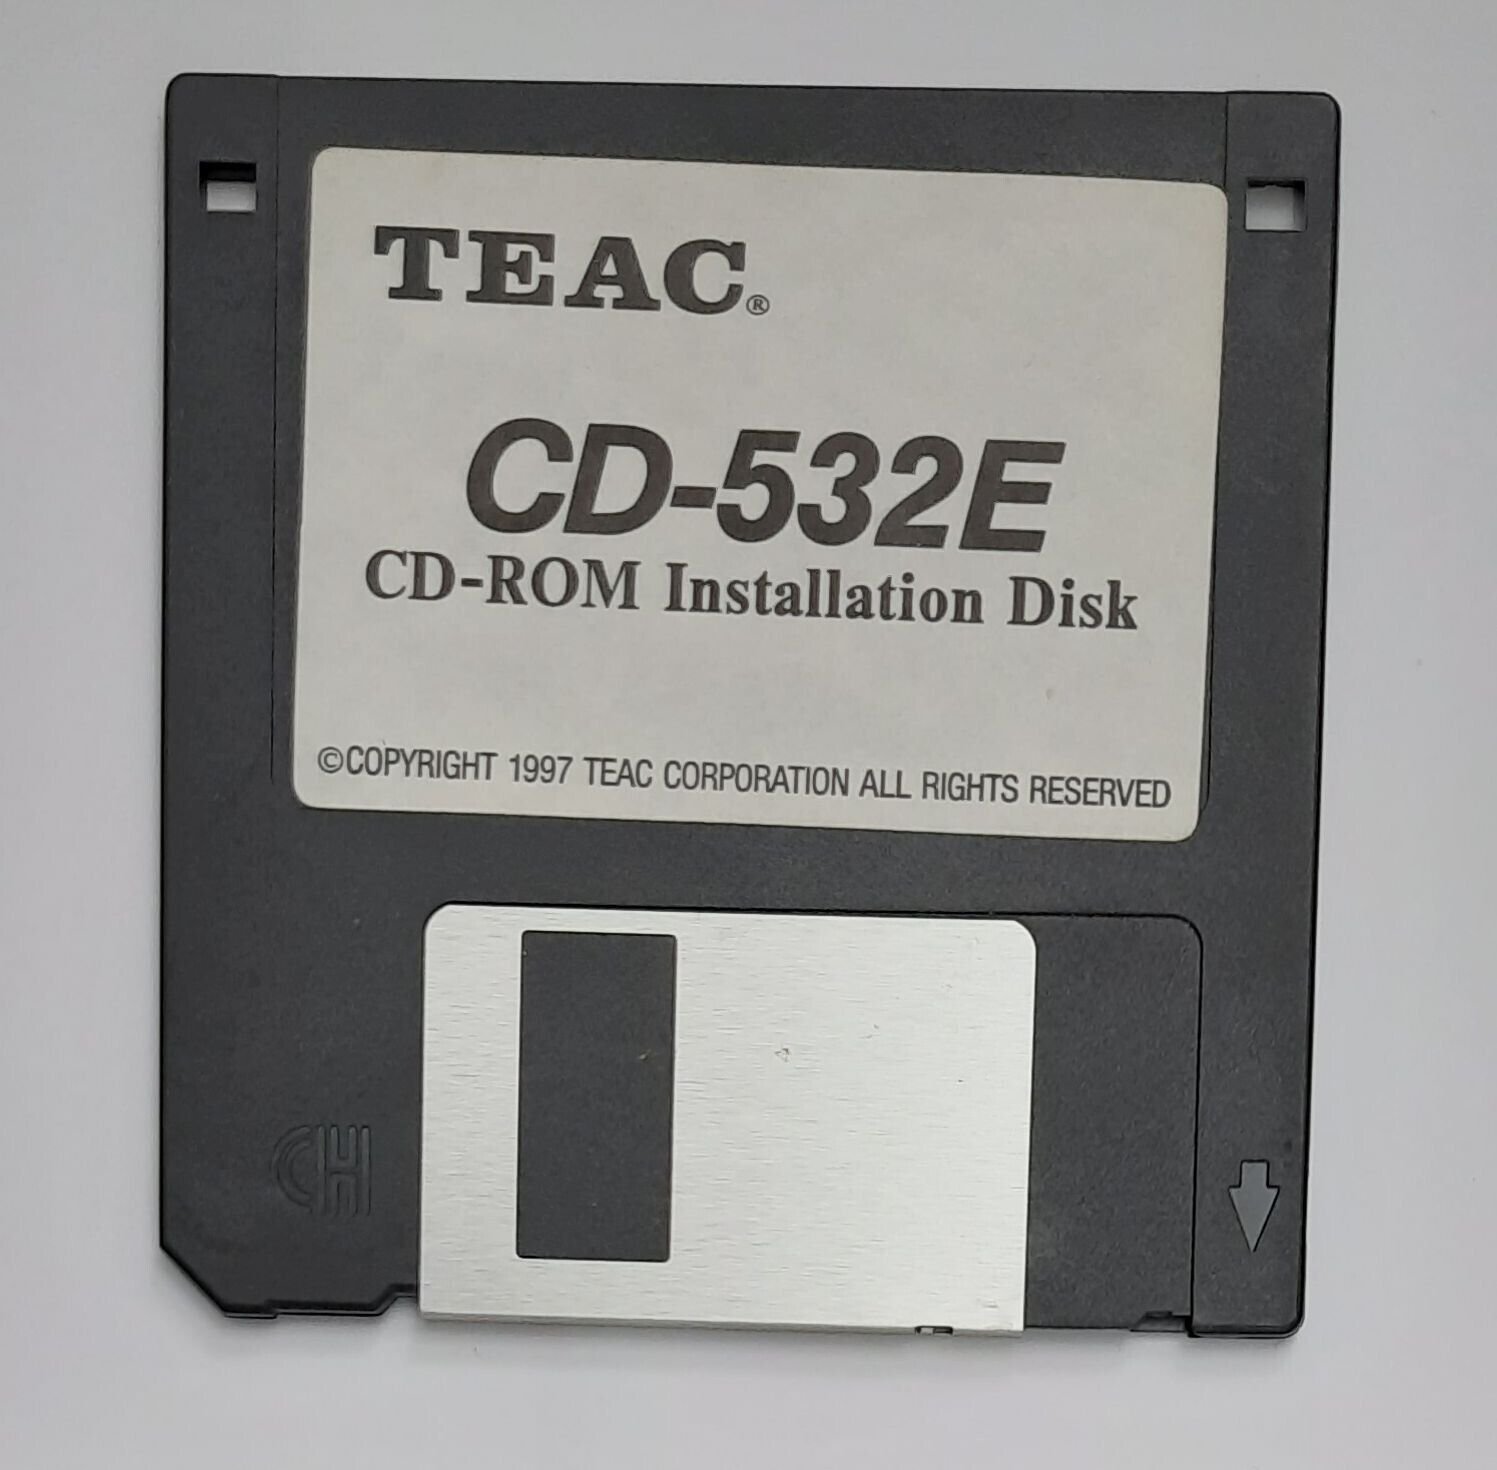 TEAC®
CD-532E
CD-ROM Installation Disk
©COPYRIGHT 1997 TEAC CORPORATION ALL RIGHTS RESERVED